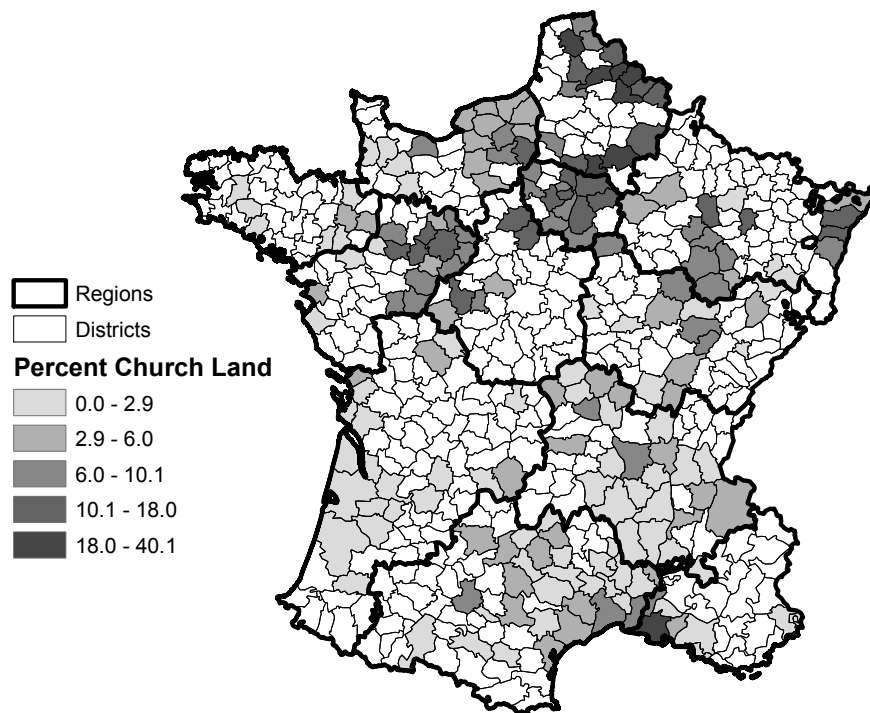 Regions
Districts
Percent Church Land
0.0 - 2.9
2.9 - 6.0
6.0 - 10.1
10.1 - 18.0
18.0 - 40.1